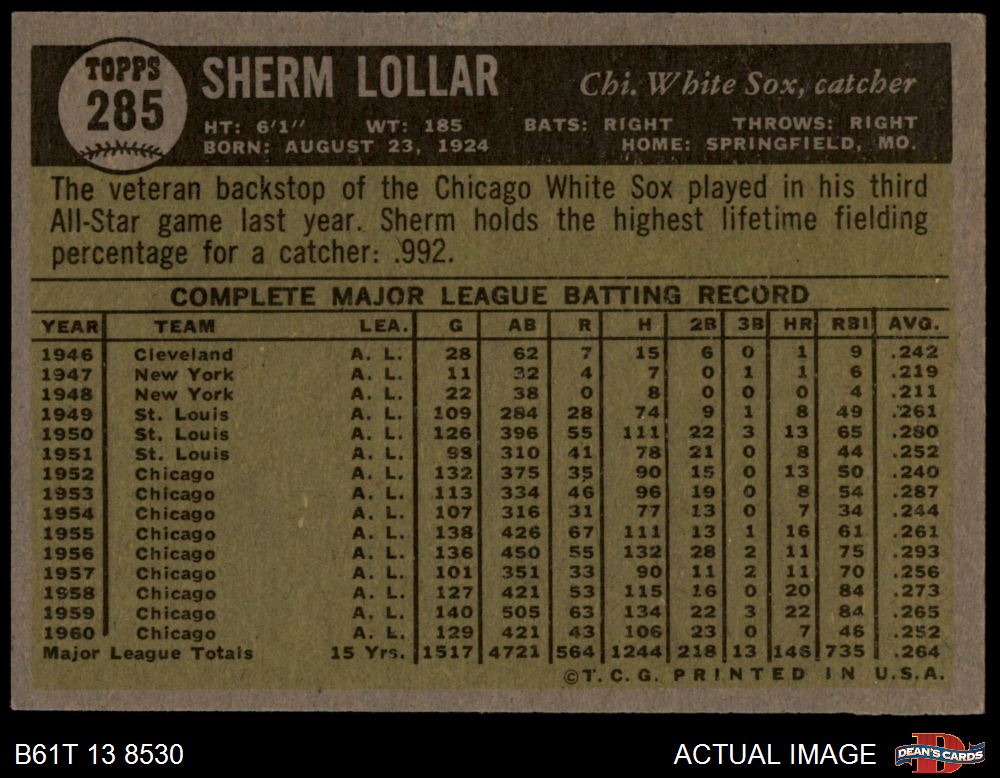 TOPPS
285
SHERM LOLLAR
Chi. White Sox, catcher
HT: 6'1" WT: 185 BATS: RIGHT THROWS: RIGHT
BORN: AUGUST 23, 1924 HOME: SPRINGFIELD, MO.
The veteran backstop of the Chicago White Sox played in his third
All-Star game last year. Sherm holds the highest lifetime fielding
percentage for a catcher: .992.
COMPLETE MAJOR LEAGUE BATTING RECORD
YEAR TEAM LEA. G AB R H 2B 3B HR RBI AVG.
1946 Cleveland A. L. 28 62 7 15 6 0 1 9 .242
1947 New York A. L. 11 32 4 7 0 1 1 6 .219
1948 New York A. L. 22 38 0 8 0 0 0 4 .211
1949 St. Louis A. L. 109 284 28 74 9 1 8 49 .261
1950 St. Louis A. L. 126 396 55 111 22 3 13 65 .280
1951 St. Louis A. L. 98 310 41 78 21 0 8 44 .252
1952 Chicago A. L. 132 375 35 90 15 0 13 50 .240
1953 Chicago A. L. 113 334 46 96 19 0 8 54 .287
1954 Chicago A. L. 107 316 31 77 13 0 7 34 .244
1955 Chicago A. L. 138 426 67 111 13 1 16 61 .261
1956 Chicago A. L. 136 450 55 132 28 2 11 75 .293
1957 Chicago A. L. 101 351 33 90 11 2 11 70 .256
1958 Chicago A. L. 127 421 53 115 16 0 20 84 .273
1959 Chicago A. L. 140 505 63 134 22 3 22 84 .265
1960 Chicago A. L. 129 421 43 106 23 0 7 46 .252
Major League Totals 15 Yrs. 1517 4721 564 1244 218 13 146 735 .264
©T. C. G. PRINTED IN U.S.A.
B61T 13 8530
ACTUAL IMAGE
DEAN'S CARDS